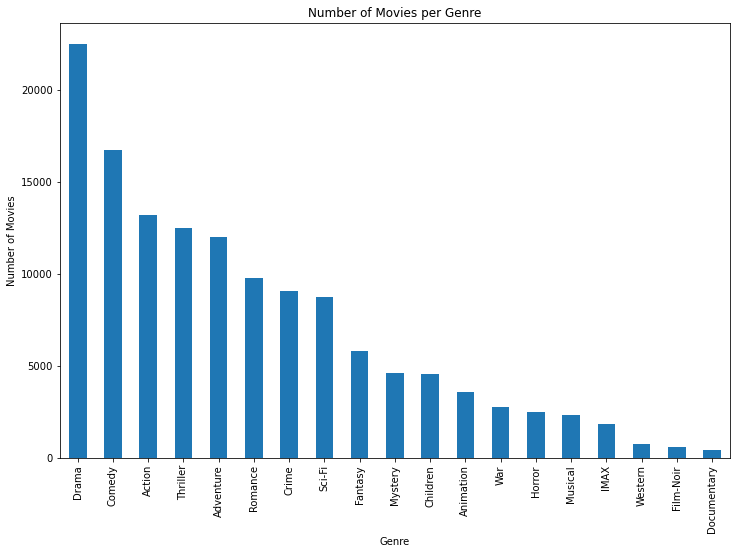 Number of Movies per Genre
Number of Movies
20000
15000
10000
5000
0
Drama
Comedy
Action
Thriller
Adventure
Romance
Crime
Sci-Fi
Fantasy
Mystery
Children
Animation
War
Horror
Musical
IMAX
Western
Film-Noir
Documentary
Genre